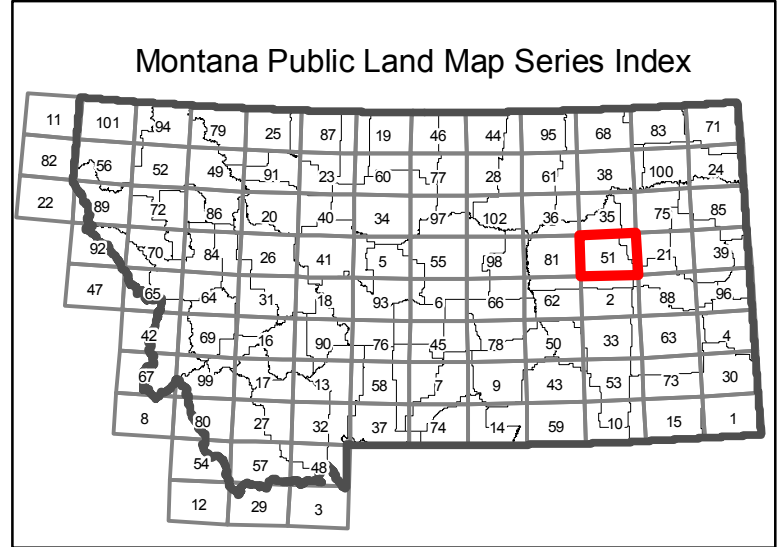 Montana Public Land Map Series Index
11 101 94 79 25 87 19 46 44 95 68 83 71
82 56 52 49 91 23 60 77 28 61 38 100 24
22 89 72 86 20 40 34 97 102 36 35 75 85
92 70 84 26 41 5 55 98 81 51 21 39
47 65 64 31 18 93 6 66 62 2 88 96
42 69 16 90 76 45 78 50 33 63 4
67 99 17 13 58 7 9 43 53 73 30
8 80 27 32 37 74 14 59 10 15 1
54 57 48
12 29 3